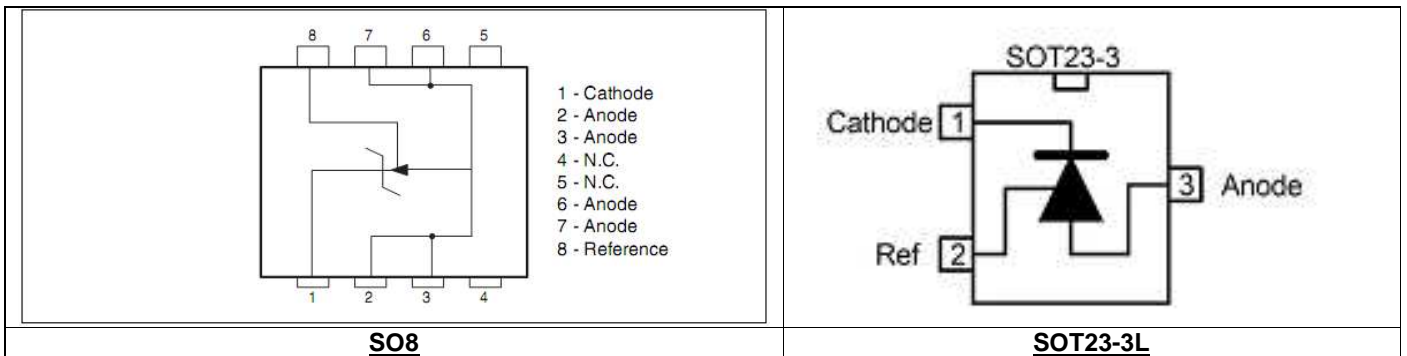 8 7 6 5
1 - Cathode
2 - Anode
3 - Anode
4 - N.C.
5 - N.C.
6 - Anode
7 - Anode
8 - Reference
1 2 3 4
SO8
SOT23-3
Cathode 1
3 Anode
Ref 2
SOT23-3L